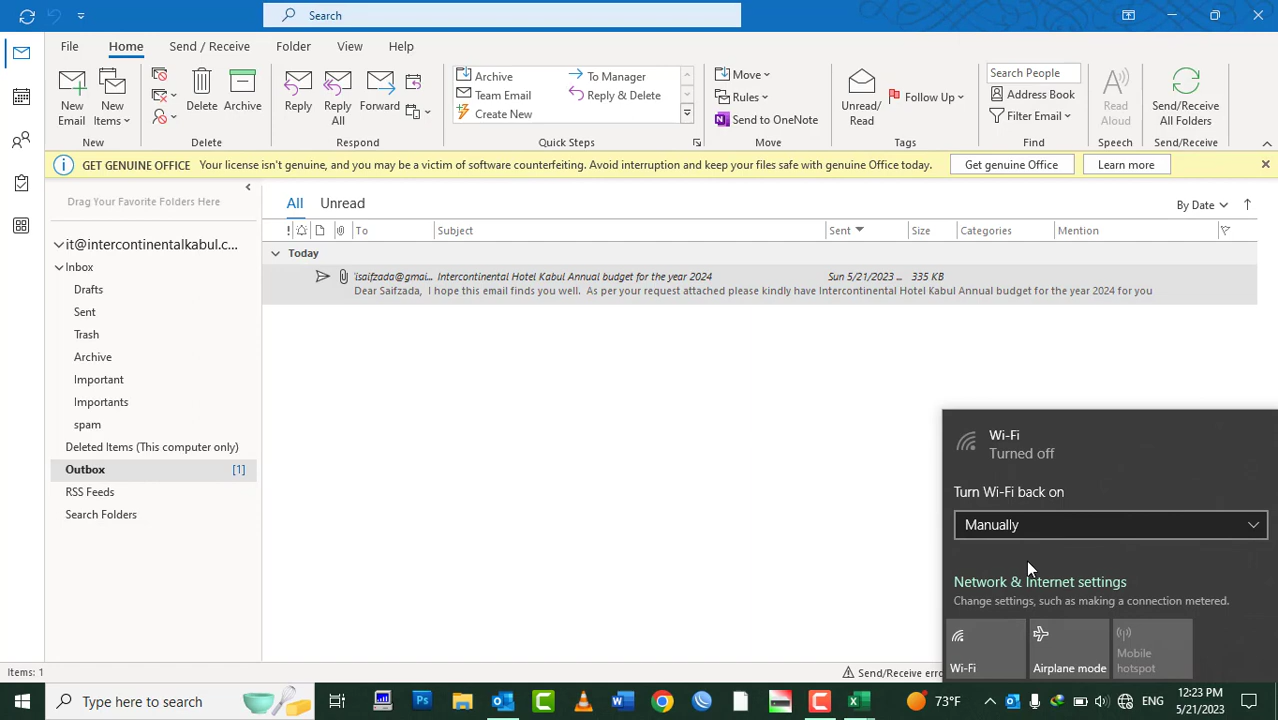 Search
File Home Send / Receive Folder View Help
New Email
New Items
Delete
Archive
Reply
Reply All
Forward
Archive To Manager
Team Email Reply & Delete
Create New
Move
Rules
Send to OneNote
Unread/ Read
Follow Up
Search People
Address Book
Filter Email
Read Aloud
Send/Receive All Folders
New Delete Respond Quick Steps Move Tags Find Speech Send/Receive
GET GENUINE OFFICE Your license isn't genuine, and you may be a victim of software counterfeiting. Avoid interruption and keep your files safe with genuine Office today. Get genuine Office Learn more
Drag Your Favorite Folders Here
it@intercontinentalkabul.c...
Inbox
Drafts
Sent
Trash
Archive
Important
Importants
spam
Deleted Items (This computer only)
Outbox [1]
RSS Feeds
Search Folders
All Unread By Date
! To Subject Sent Size Categories Mention
Today
'isaifzada@gmai... Intercontinental Hotel Kabul Annual budget for the year 2024 Sun 5/21/2023 ... 335 KB
Dear Saifzada, I hope this email finds you well. As per your request attached please kindly have Intercontinental Hotel Kabul Annual budget for the year 2024 for you
Wi-Fi
Turned off
Turn Wi-Fi back on
Manually
Network & Internet settings
Change settings, such as making a connection metered.
Wi-Fi
Airplane mode
Mobile hotspot
Items: 1 Send/Receive erro
Type here to search
73°F
ENG
12:23 PM
5/21/2023